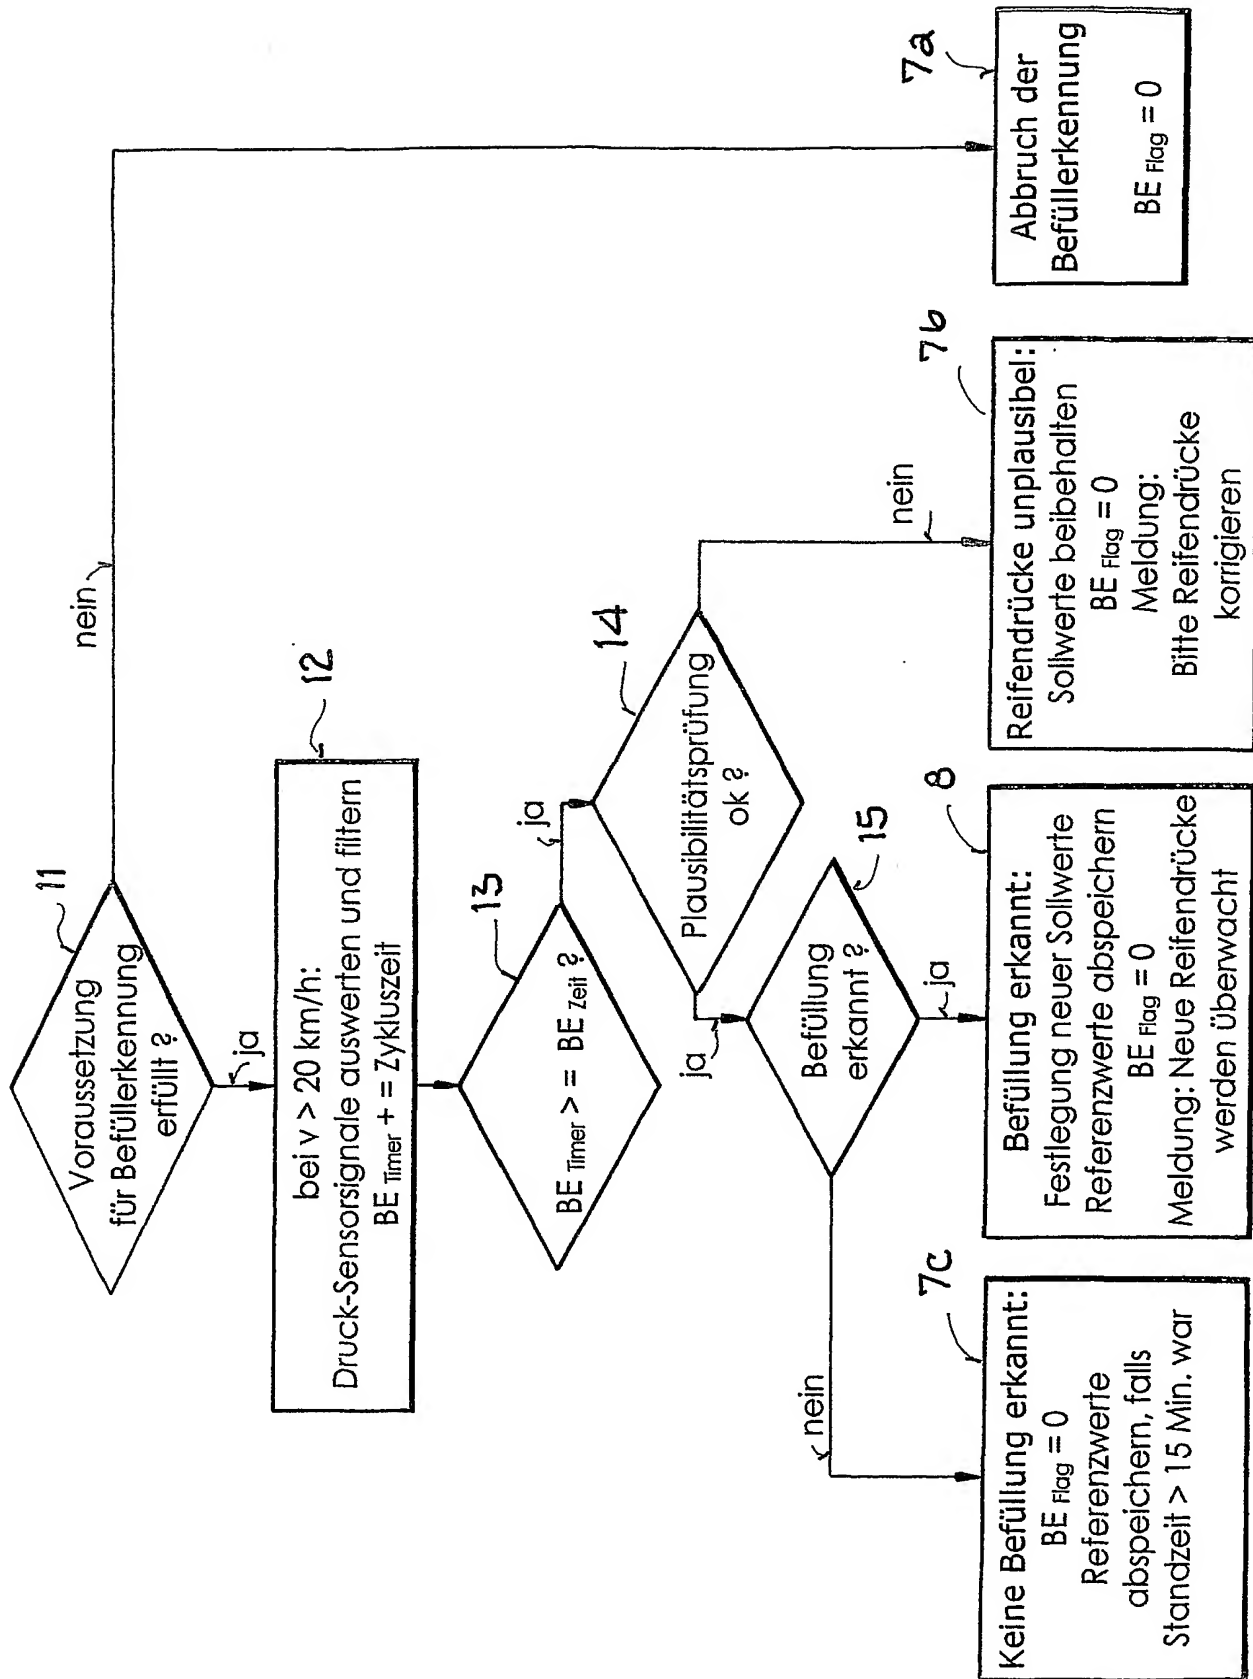 11
Voraussetzung
für Befüllerkennung
erfüllt ?
nein
ja
12
bei v > 20 km/h:
Druck-Sensorsignale auswerten und filtern
BE Timer + = Zykluszeit
13
BE Timer > = BE Zeit ?
ja
14
Plausibilitätsprüfung
ok ?
nein
ja
15
Befüllung
erkannt ?
nein
ja
7c
Keine Befüllung erkannt:
BE Flag = 0
Referenzwerte
abspeichern, falls
Standzeit > 15 Min. war
8
Befüllung erkannt:
Festlegung neuer Sollwerte
Referenzwerte abspeichern
BE Flag = 0
Meldung: Neue Reifendrücke
werden überwacht
7b
Reifendrücke unplausibel:
Sollwerte beibehalten
BE Flag = 0
Meldung:
Bitte Reifendrücke
korrigieren
7a
Abbruch der
Befüllerkennung
BE Flag = 0